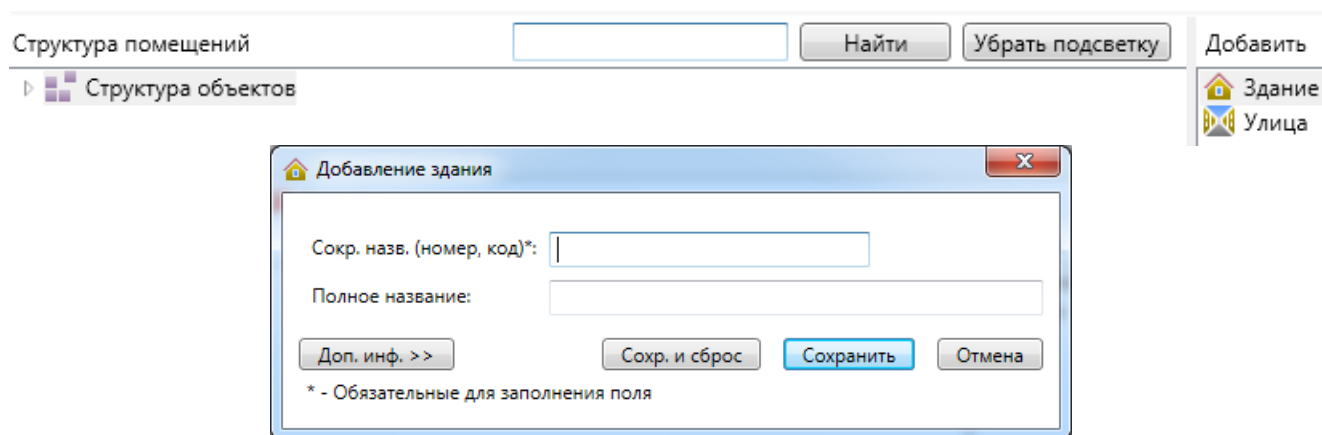 Структура помещений Найти Убрать подсветку Добавить
Структура объектов Здание
Улица
Добавление здания
Сокр. назв. (номер, код)*:
Полное название:
Доп. инф. >> Сохр. и сброс Сохранить Отмена
* - Обязательные для заполнения поля